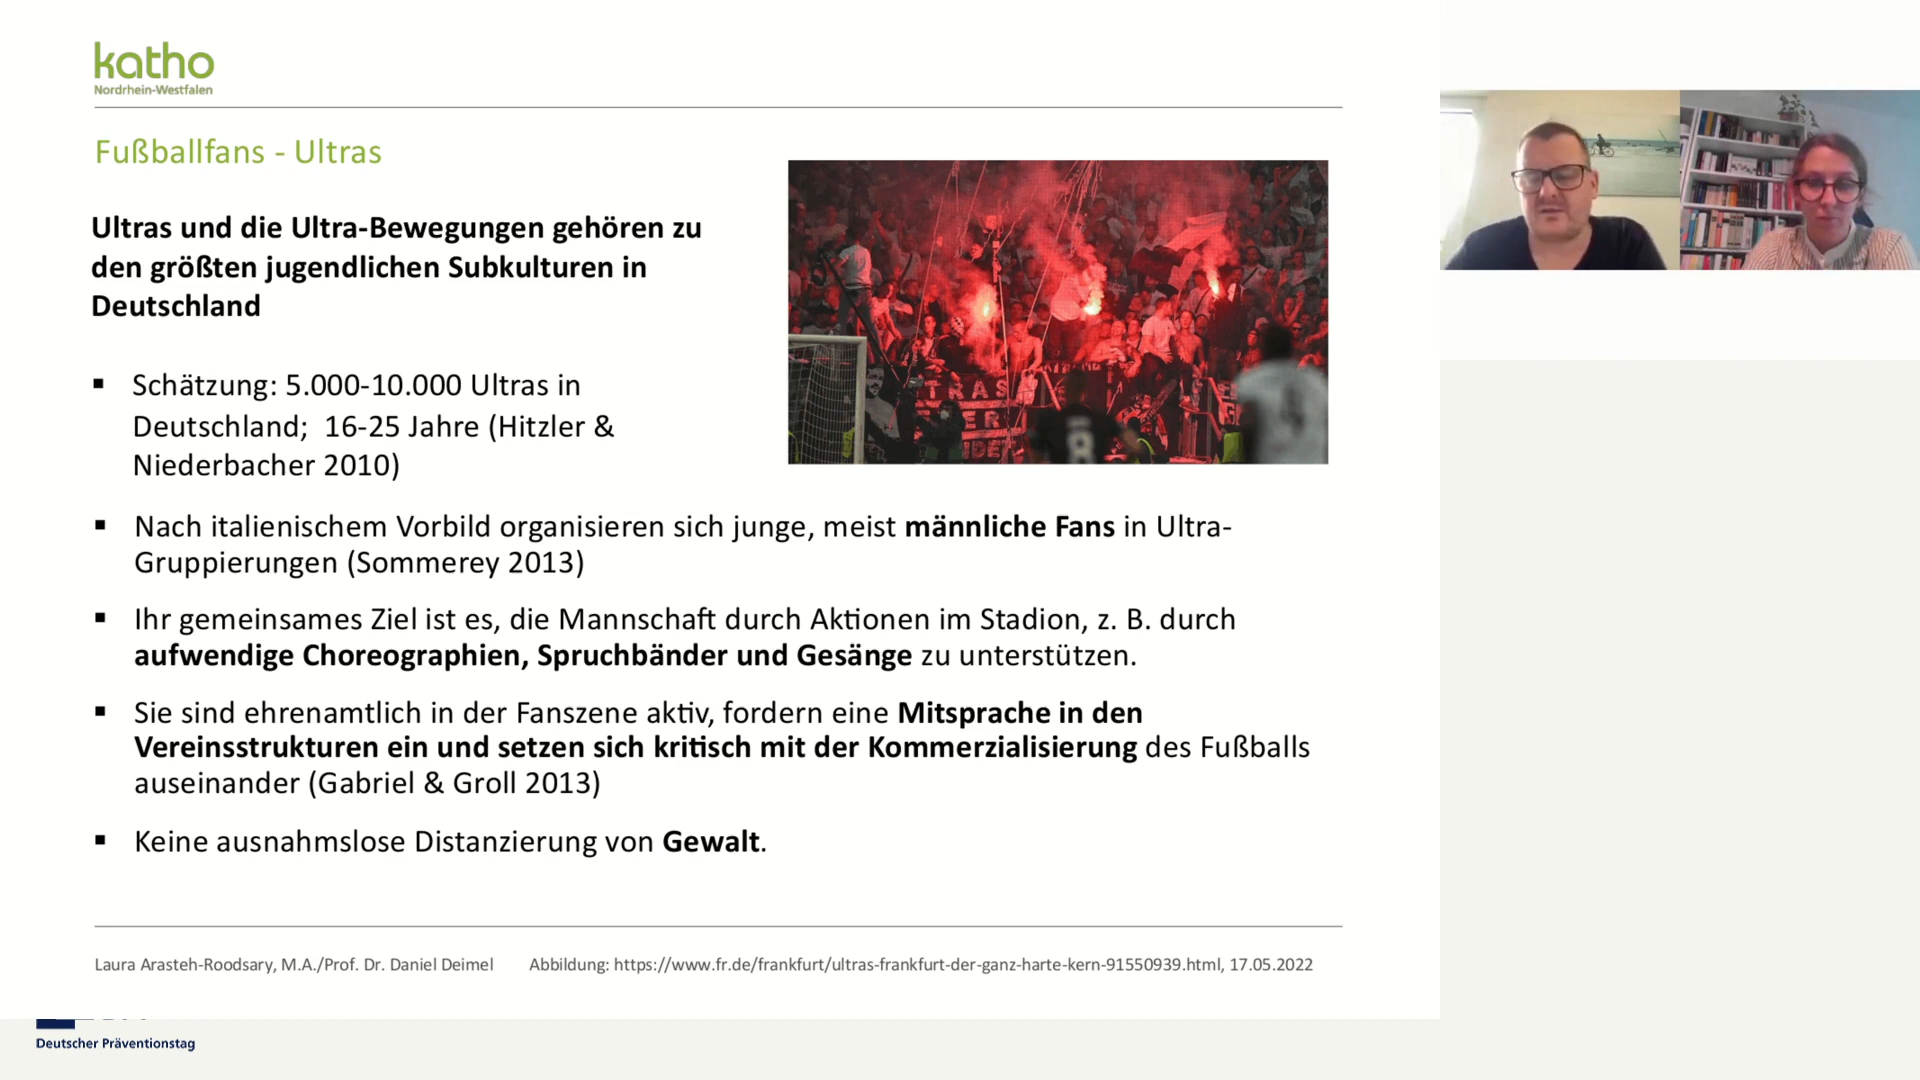 katho
Nordrhein-Westfalen
Fußballfans - Ultras
Ultras und die Ultra-Bewegungen gehören zu
den größten jugendlichen Subkulturen in
Deutschland
▪ Schätzung: 5.000-10.000 Ultras in
Deutschland; 16-25 Jahre (Hitzler &
Niederbacher 2010)
▪ Nach italienischem Vorbild organisieren sich junge, meist männliche Fans in Ultra-
Gruppierungen (Sommerey 2013)
▪ Ihr gemeinsames Ziel ist es, die Mannschaft durch Aktionen im Stadion, z. B. durch
aufwendige Choreographien, Spruchbänder und Gesänge zu unterstützen.
▪ Sie sind ehrenamtlich in der Fanszene aktiv, fordern eine Mitsprache in den
Vereinsstrukturen ein und setzen sich kritisch mit der Kommerzialisierung des Fußballs
auseinander (Gabriel & Groll 2013)
▪ Keine ausnahmslose Distanzierung von Gewalt.
Laura Arasteh-Roodsary, M.A./Prof. Dr. Daniel Deimel Abbildung: https://www.fr.de/frankfurt/ultras-frankfurt-der-ganz-harte-kern-91550939.html, 17.05.2022
Deutscher Präventionstag